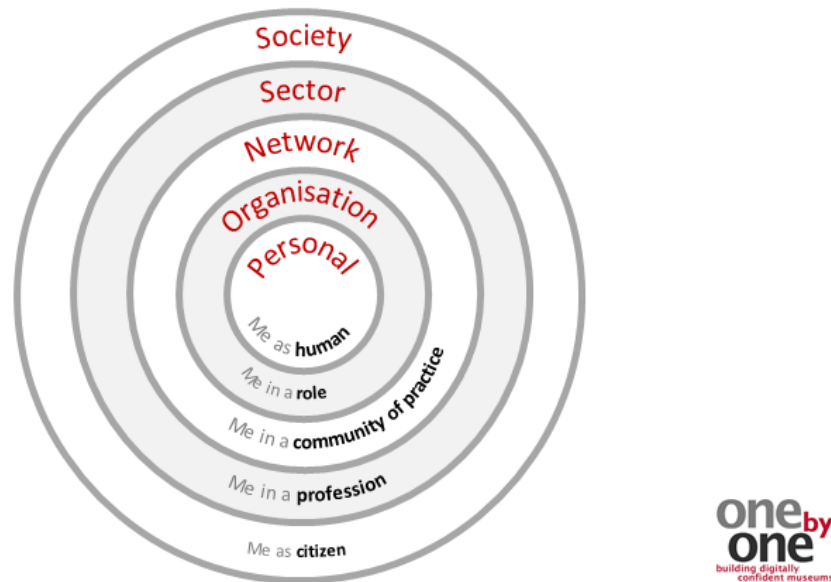 Society
Sector
Network
Organisation
Personal
Me as human
Me in a role
Me in a community of practice
Me in a profession
Me as citizen
one by
one
building digitally
confident museums